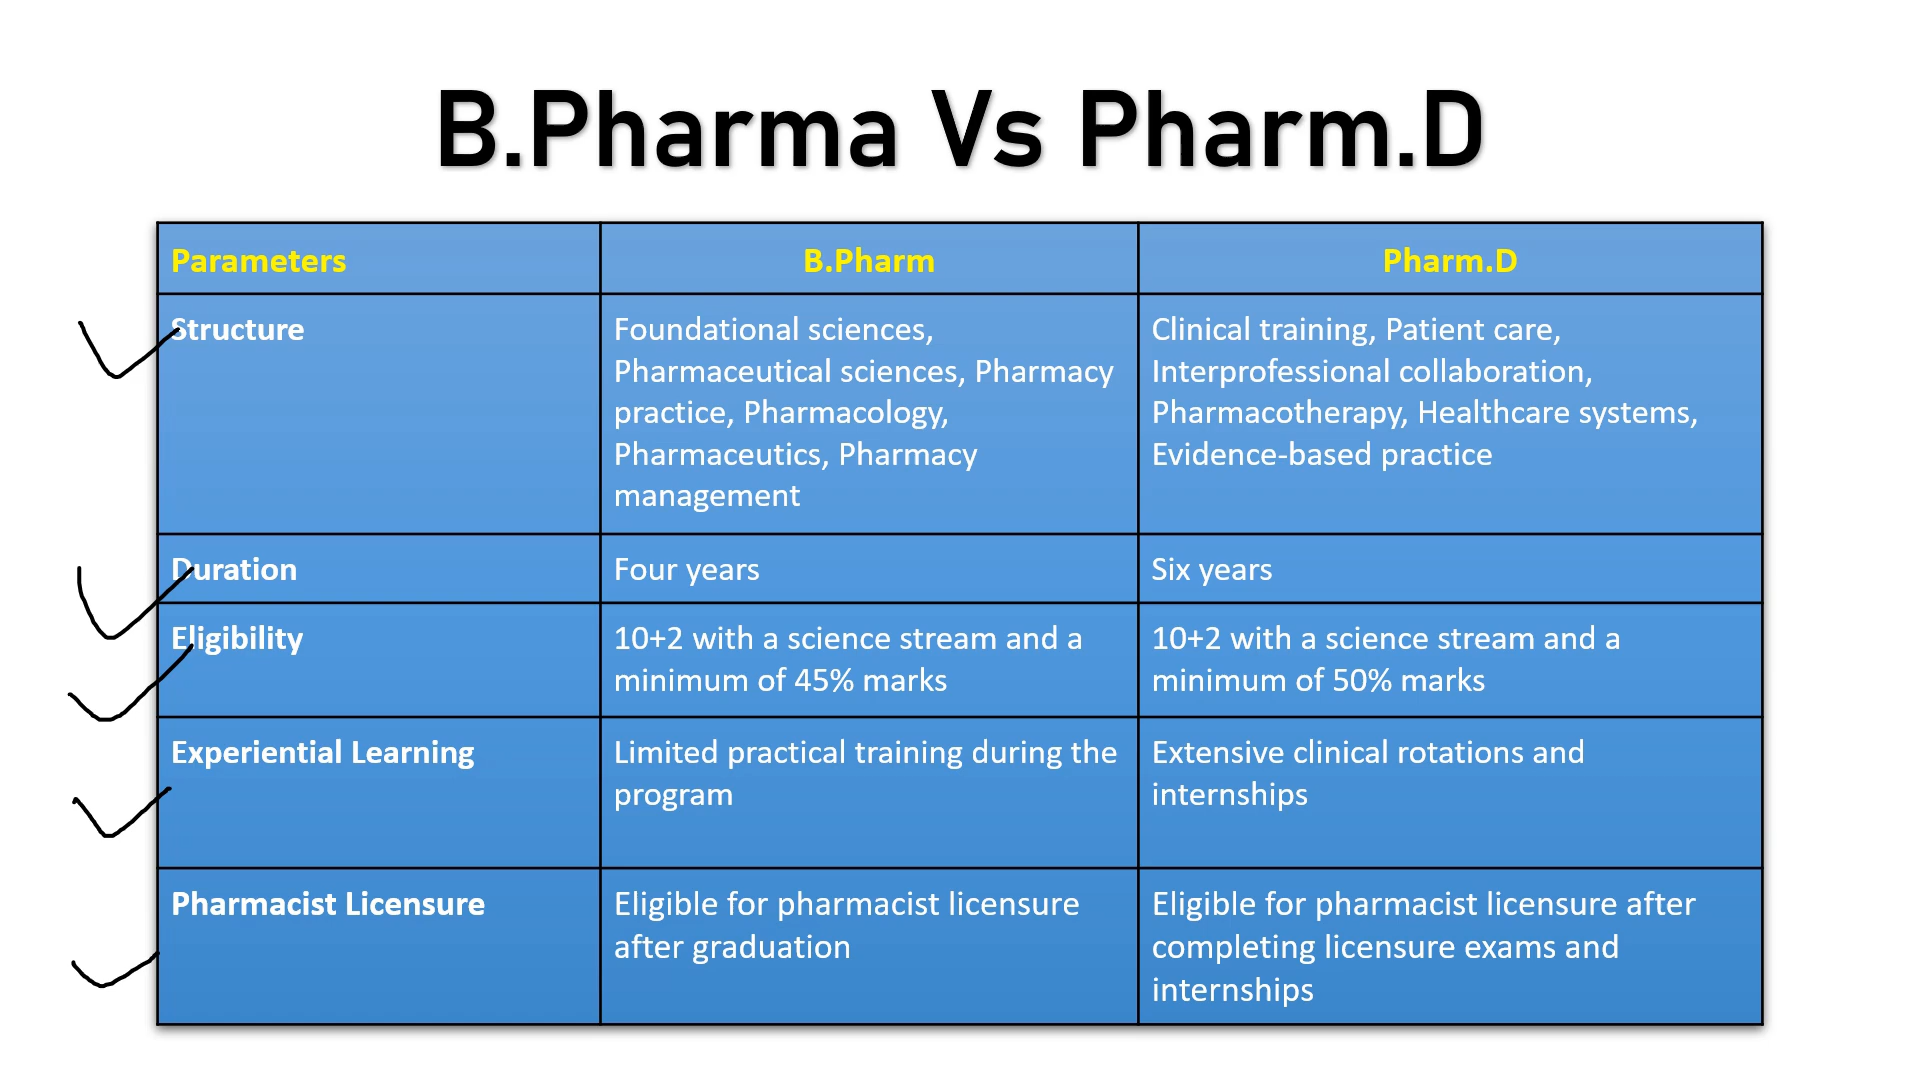 B.Pharma Vs Pharm.D
Parameters
B.Pharm
Pharm.D
Structure
Foundational sciences,
Pharmaceutical sciences, Pharmacy
practice, Pharmacology,
Pharmaceutics, Pharmacy
management
Clinical training, Patient care,
Interprofessional collaboration,
Pharmacotherapy, Healthcare systems,
Evidence-based practice
Duration
Four years
Six years
Eligibility
10+2 with a science stream and a
minimum of 45% marks
10+2 with a science stream and a
minimum of 50% marks
Experiential Learning
Limited practical training during the
program
Extensive clinical rotations and
internships
Pharmacist Licensure
Eligible for pharmacist licensure
after graduation
Eligible for pharmacist licensure after
completing licensure exams and
internships